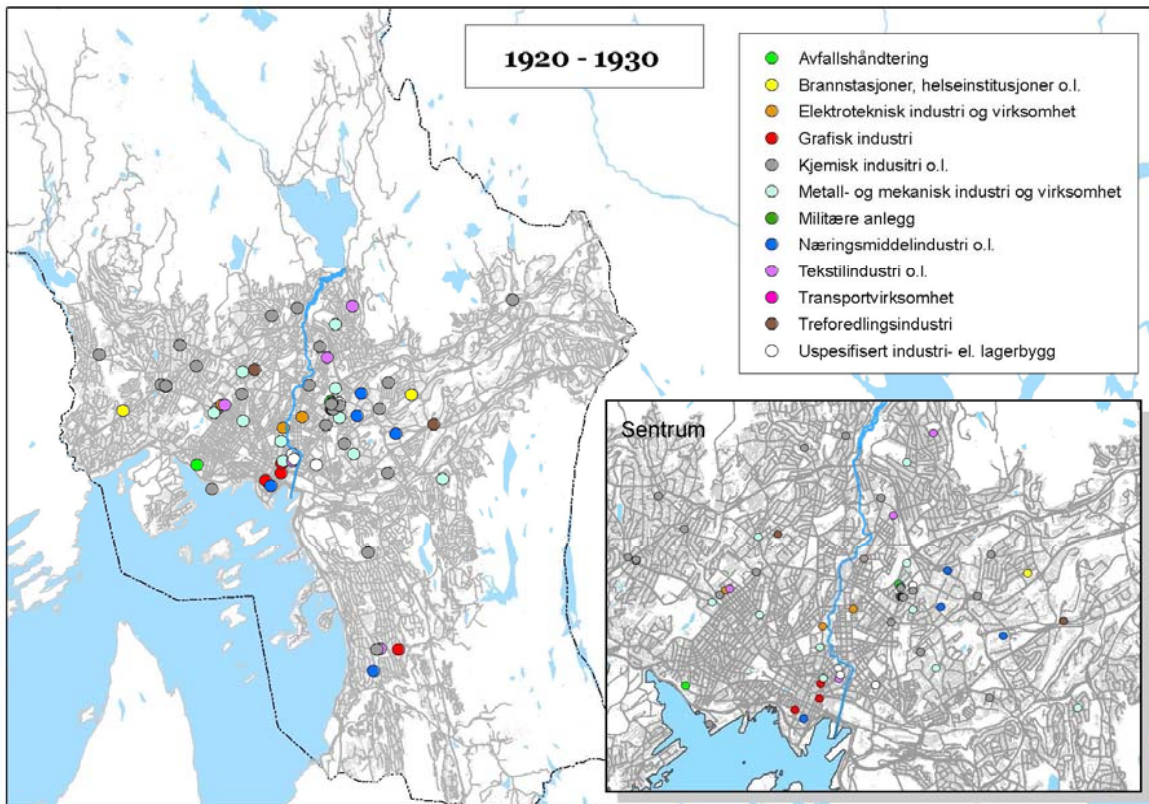 1920 - 1930
Avfallshåndtering
Brannstasjoner, helseinstitusjoner o.l.
Elektroteknisk industri og virksomhet
Grafisk industri
Kjemisk indusitri o.l.
Metall- og mekanisk industri og virksomhet
Militære anlegg
Næringsmiddelindustri o.l.
Tekstilindustri o.l.
Transportvirksomhet
Treforedlingsindustri
Uspesifisert industri- el. lagerbygg
Sentrum